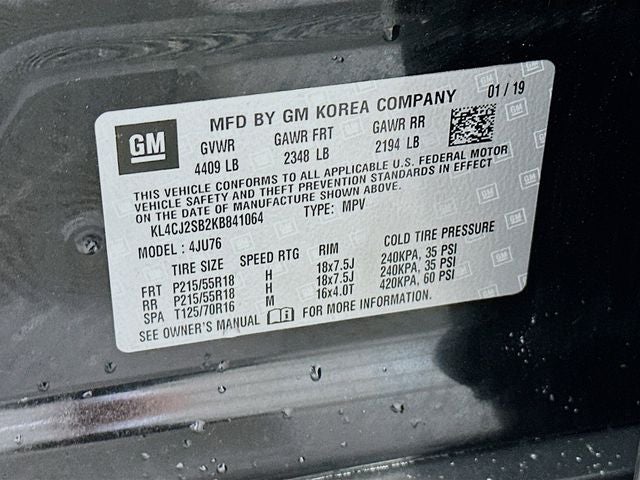 GM
MFD BY GM KOREA COMPANY 01 / 19
GVWR GAWR FRT GAWR RR
4409 LB 2348 LB 2194 LB
THIS VEHICLE CONFORMS TO ALL APPLICABLE U.S. FEDERAL MOTOR
VEHICLE SAFETY AND THEFT PREVENTION STANDARDS IN EFFECT
ON THE DATE OF MANUFACTURE SHOWN ABOVE.
KL4CJ2SB2KB841064 TYPE: MPV
MODEL : 4JU76
TIRE SIZE SPEED RTG RIM COLD TIRE PRESSURE
FRT P215/55R18 H 18x7.5J 240KPA, 35 PSI
RR P215/55R18 H 18x7.5J 240KPA, 35 PSI
SPA T125/70R16 M 16x4.0T 420KPA, 60 PSI
SEE OWNER'S MANUAL FOR MORE INFORMATION.